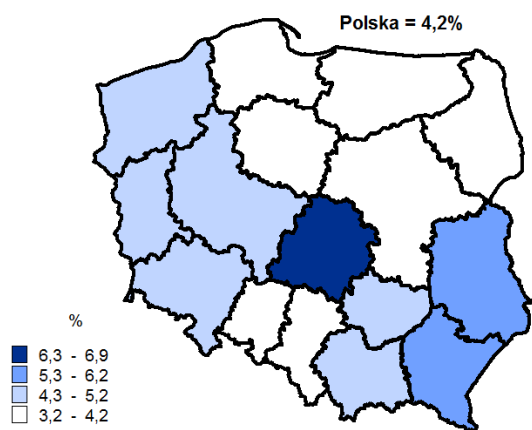 Polska = 4,2%
%
6,3 - 6,9
5,3 - 6,2
4,3 - 5,2
3,2 - 4,2